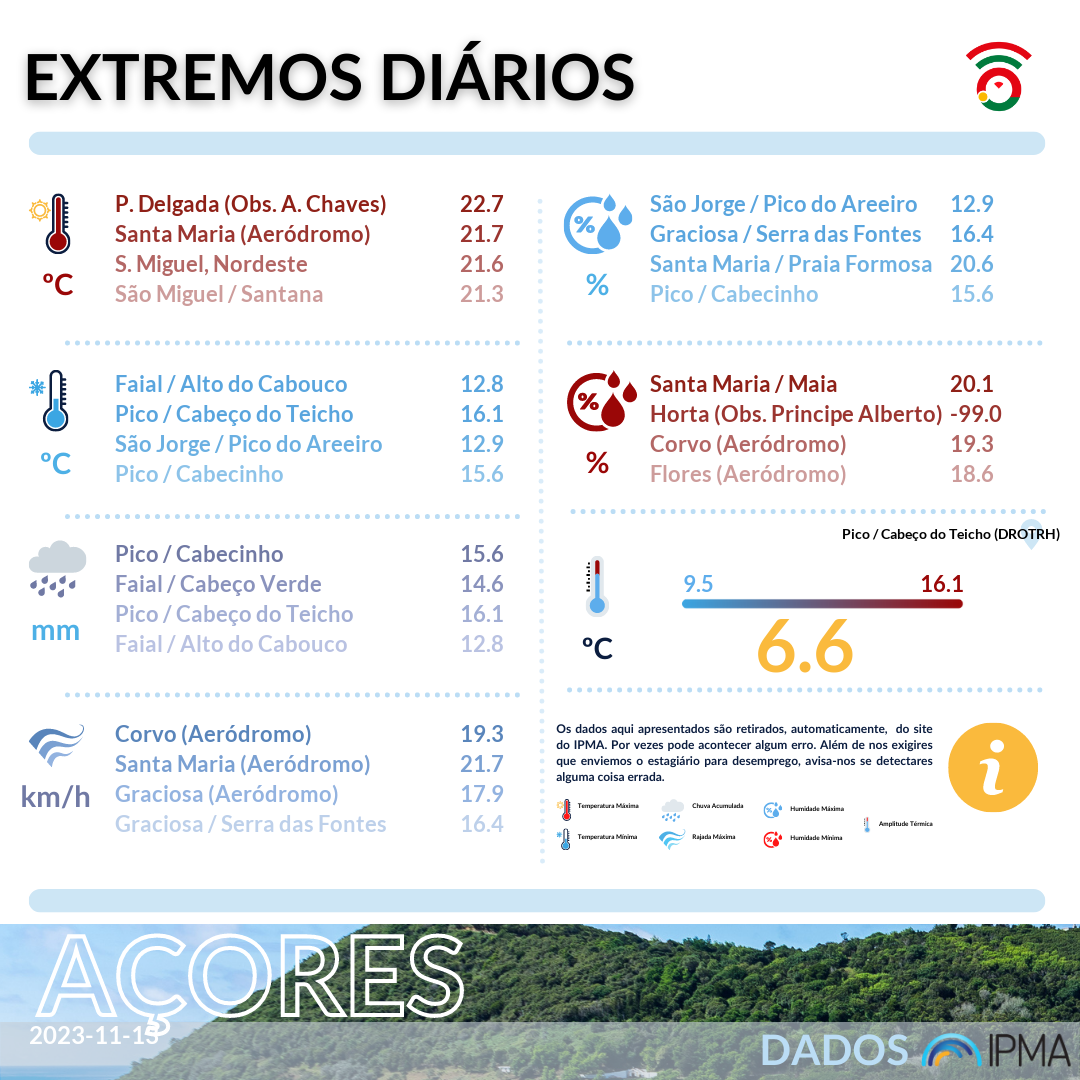 EXTREMOS DIÁRIOS
P. Delgada (Obs. A. Chaves) 22.7
Santa Maria (Aeródromo) 21.7
S. Miguel, Nordeste 21.6
São Miguel / Santana 21.3
ºC
Faial / Alto do Cabouco 12.8
Pico / Cabeço do Teicho 16.1
São Jorge / Pico do Areeiro 12.9
Pico / Cabecinho 15.6
ºC
Pico / Cabecinho 15.6
Faial / Cabeço Verde 14.6
Pico / Cabeço do Teicho 16.1
Faial / Alto do Cabouco 12.8
mm
Corvo (Aeródromo) 19.3
Santa Maria (Aeródromo) 21.7
Graciosa (Aeródromo) 17.9
Graciosa / Serra das Fontes 16.4
km/h
São Jorge / Pico do Areeiro 12.9
Graciosa / Serra das Fontes 16.4
Santa Maria / Praia Formosa 20.6
Pico / Cabecinho 15.6
%
%
Santa Maria / Maia 20.1
Horta (Obs. Principe Alberto) -99.0
Corvo (Aeródromo) 19.3
Flores (Aeródromo) 18.6
%
%
Pico / Cabeço do Teicho (DROTRH)
9.5 16.1
6.6
ºC
Os dados aqui apresentados são retirados, automaticamente, do site
do IPMA. Por vezes pode acontecer algum erro. Além de nos exigires
que enviemos o estagiário para desemprego, avisa-nos se detectares
alguma coisa errada.
i
Temperatura Máxima
Chuva Acumulada
Humidade Máxima
Amplitude Térmica
Temperatura Mínima
Rajada Máxima
Humidade Mínima
AÇORES
2023-11-15
DADOS IPMA